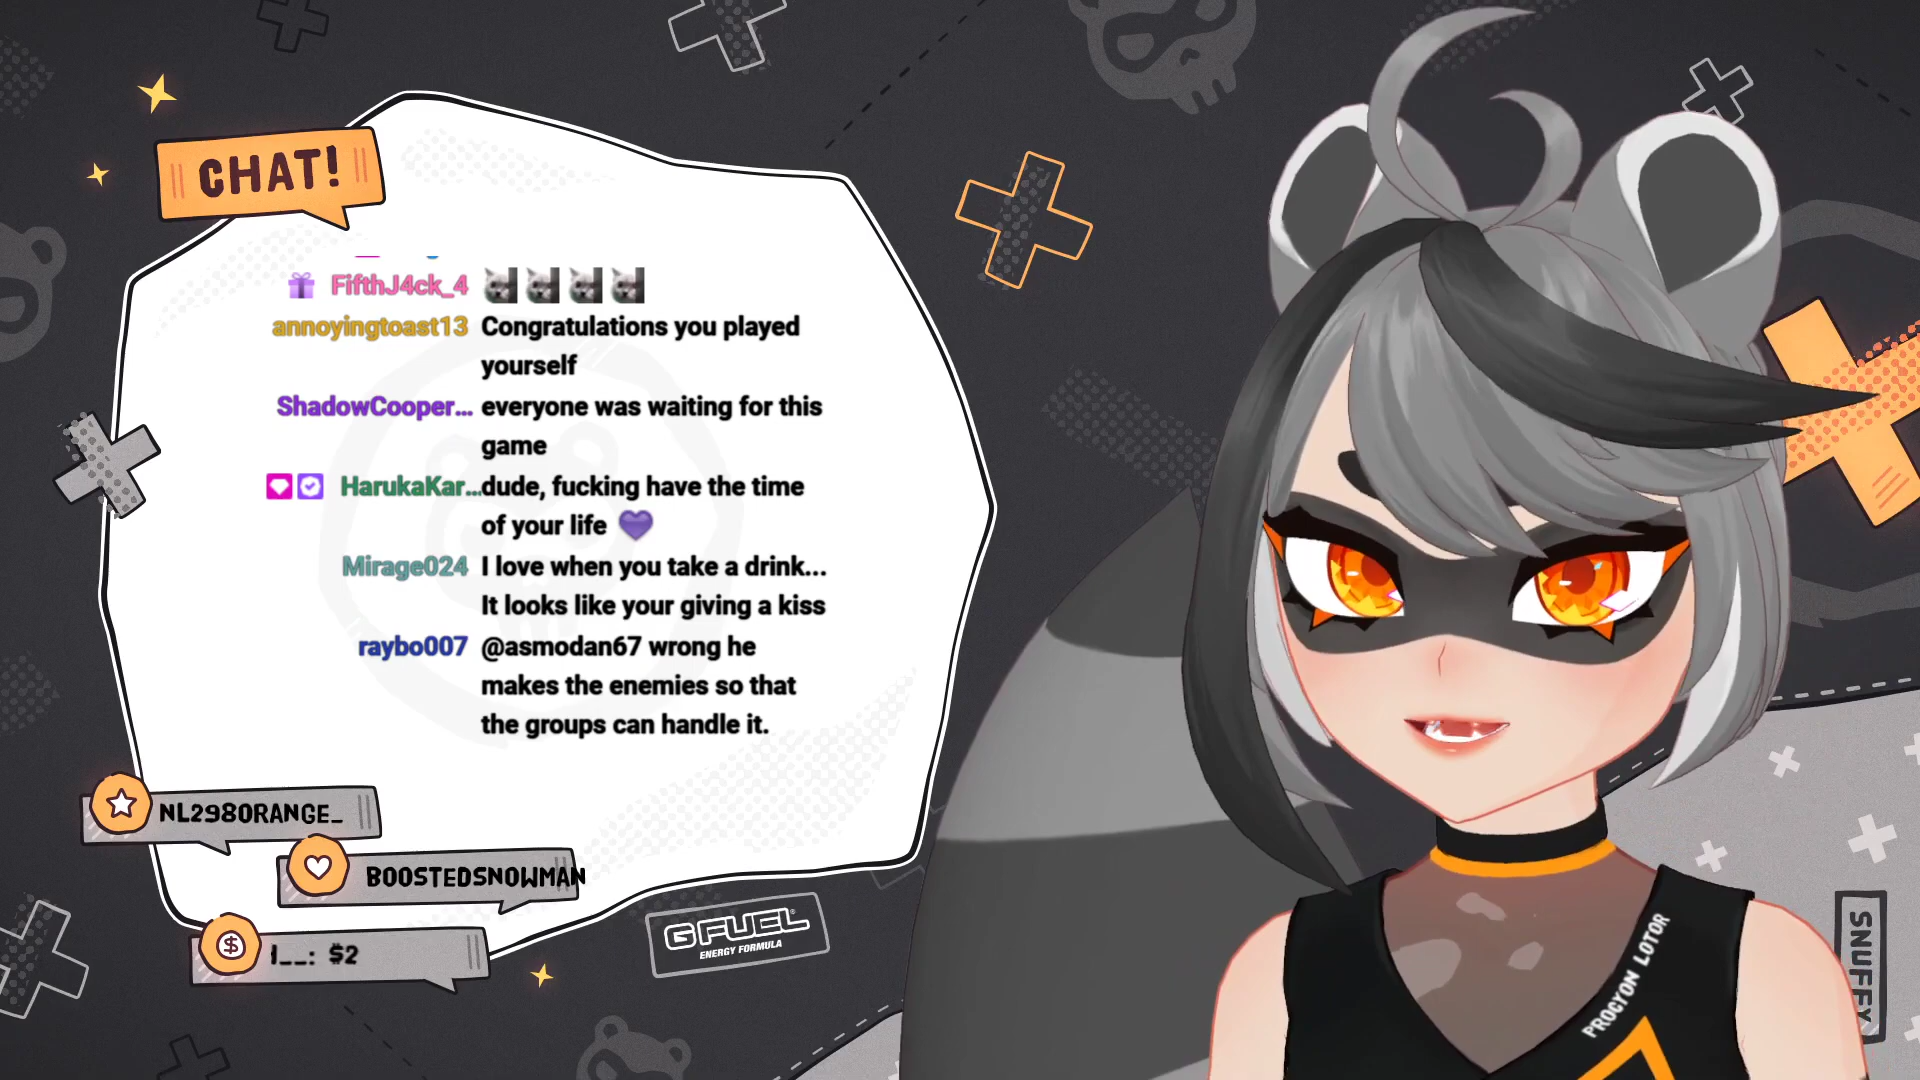 CHAT!
FifthJ4ck_4
annoyingtoast13 Congratulations you played
yourself
ShadowCooper... everyone was waiting for this
game
HarukaKar... dude, fucking have the time
of your life 💜
Mirage024 I love when you take a drink...
It looks like your giving a kiss
raybo007 @asmodan67 wrong he
makes the enemies so that
the groups can handle it.
NL298ORANGE_
BOOSTEDSNOWMAN
__: $2
GFUEL
ENERGY FORMULA
PROCYON LOTOR
SNUFFY